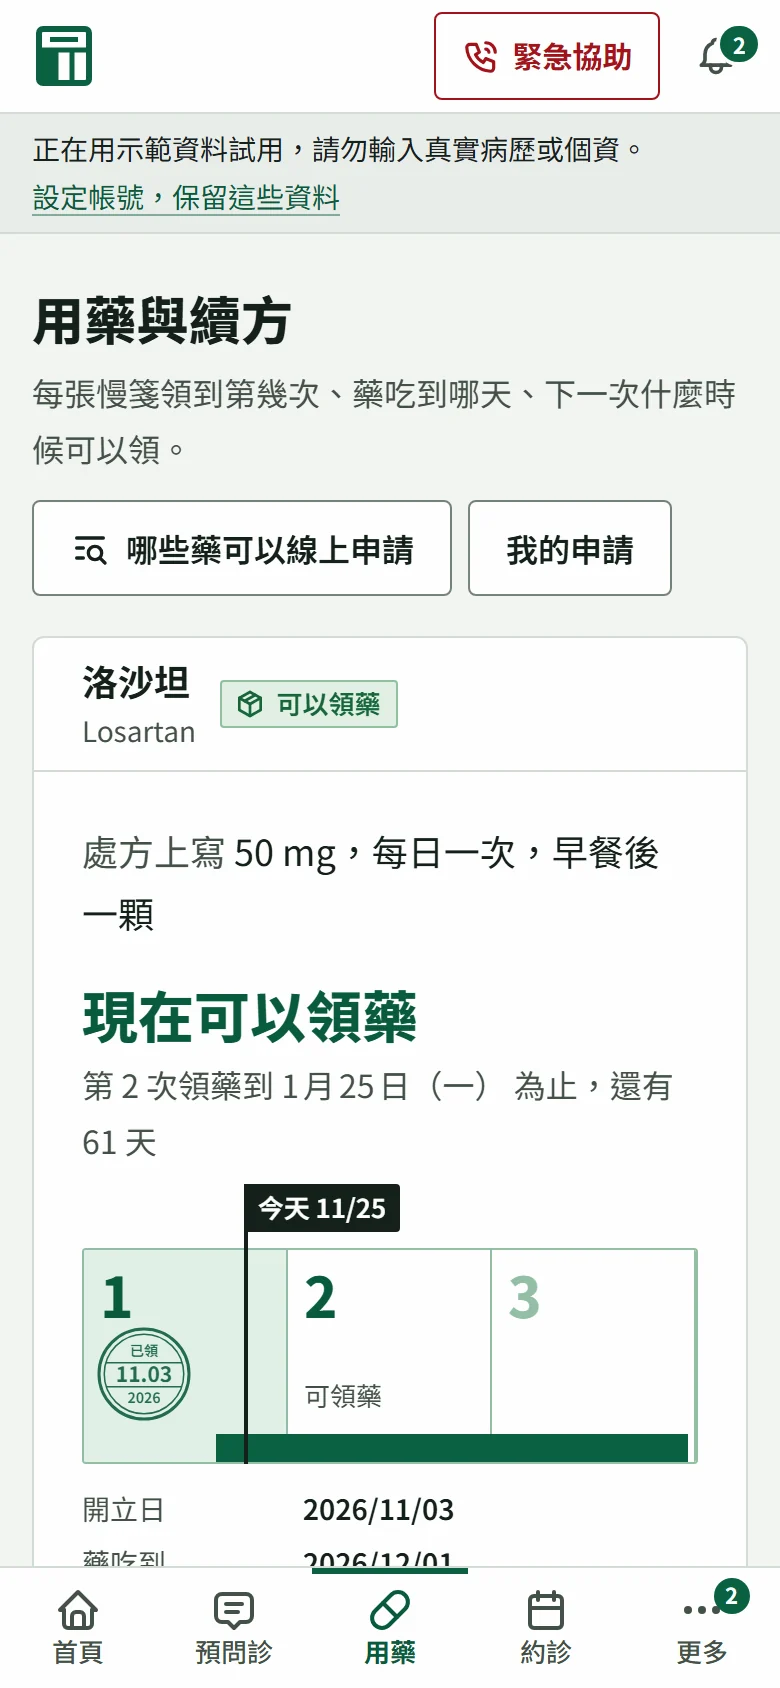 緊急協助
2
正在用示範資料試用，請勿輸入真實病歷或個資。
設定帳號，保留這些資料
用藥與續方
每張慢箋領到第幾次、藥吃到哪天、下一次什麼時
候可以領。
哪些藥可以線上申請
我的申請
洛沙坦
Losartan
可以領藥
處方上寫 50 mg，每日一次，早餐後
一顆
現在可以領藥
第 2 次領藥到 1月25日（一） 為止，還有
61 天
今天 11/25
1
已領
11.03
2026
2
可領藥
3
開立日
2026/11/03
藥吃到
2026/12/01
首頁
預問診
用藥
約診
2
更多